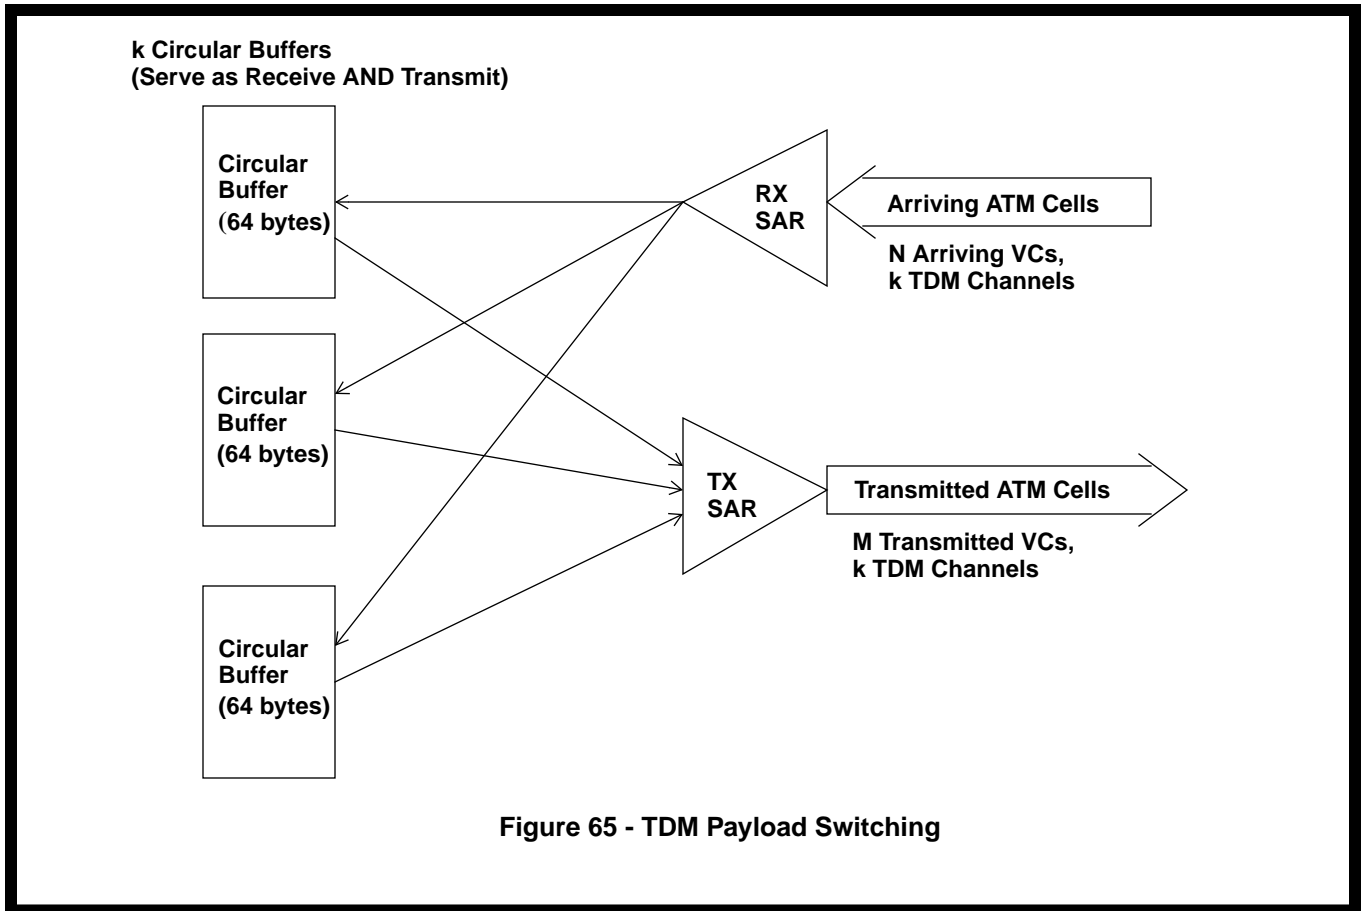 k Circular Buffers
(Serve as Receive AND Transmit)
Circular
Buffer
(64 bytes)
RX
SAR
Arriving ATM Cells
N Arriving VCs,
k TDM Channels
Circular
Buffer
(64 bytes)
TX
SAR
Transmitted ATM Cells
M Transmitted VCs,
k TDM Channels
Circular
Buffer
(64 bytes)
Figure 65 - TDM Payload Switching